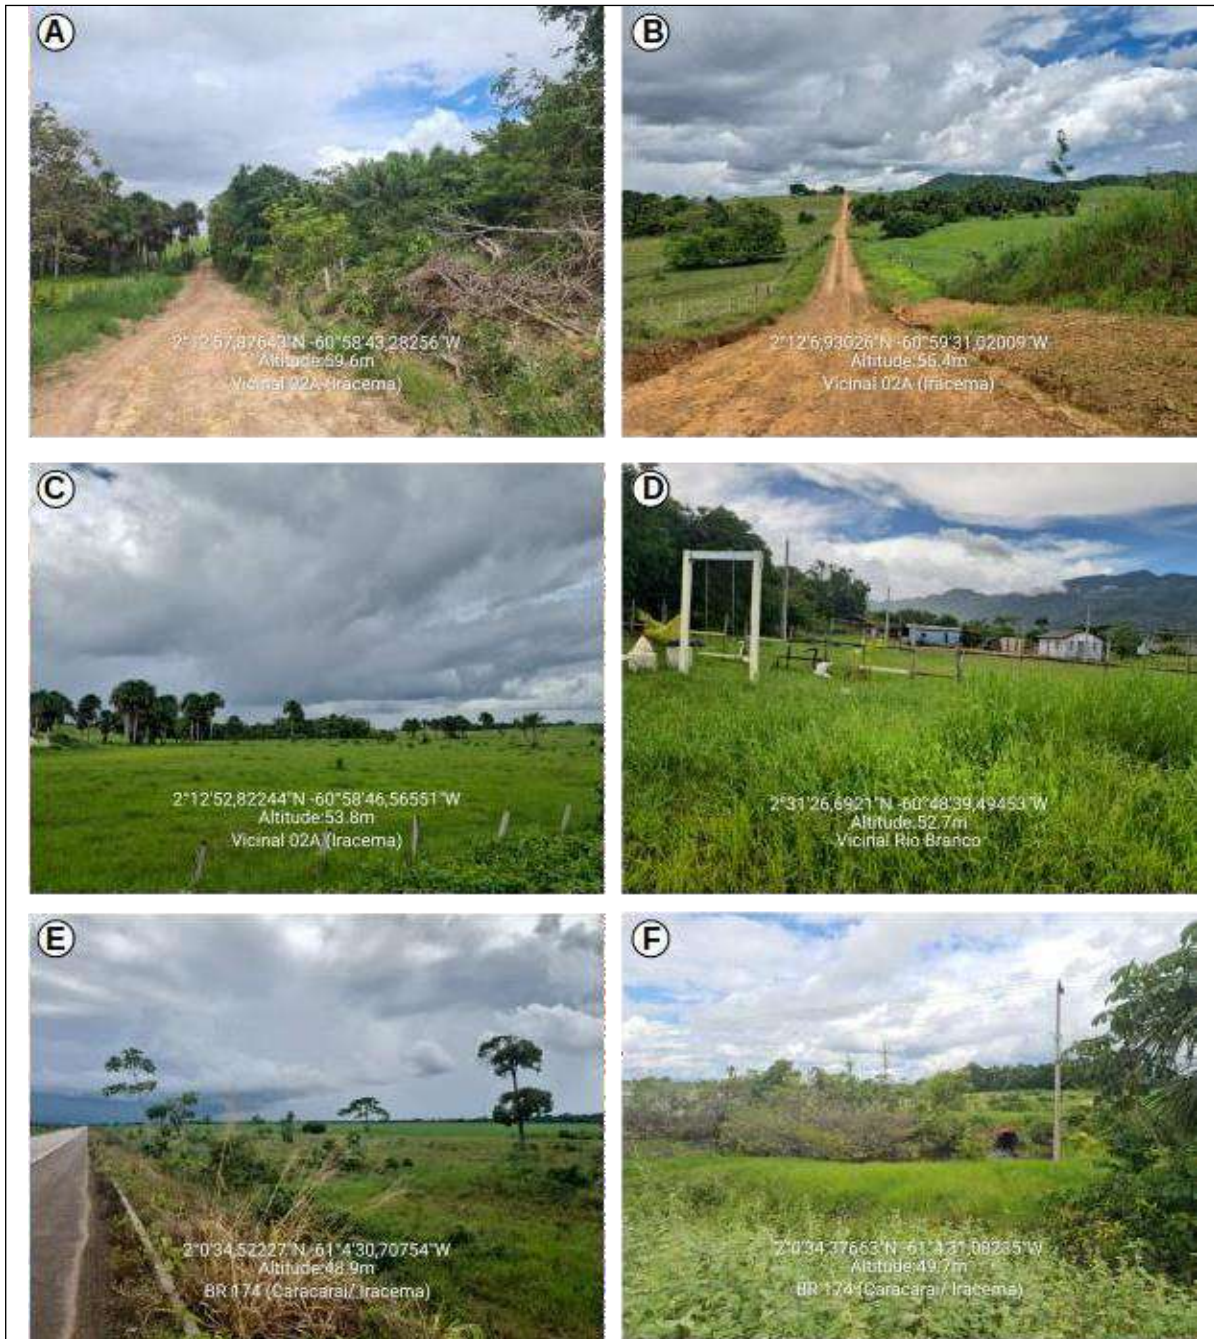 A
2°12'57,87643"N -60°58'43,28256"W
Altitude:59.6m
Vicinal 02A (Iracema)
B
2°12'6,93026"N -60°59'31,02009"W
Altitude:55.4m
Vicinal 02A (Iracema)
C
2°12'52,82244"N -60°58'46,56551"W
Altitude:53.8m
Vicinal 02A (Iracema)
D
2°31'26,6921"N -60°48'39,49453"W
Altitude:52.7m
Vicinal Rio Branco
E
2°0'34,52227"N -61°4'30,70754"W
Altitude:48.9m
BR 174 (Caracarai/ Iracema)
F
2°0'34,37663"N -61°4'31,08235"W
Altitude:49.7m
BR 174 (Caracarai/ Iracema)